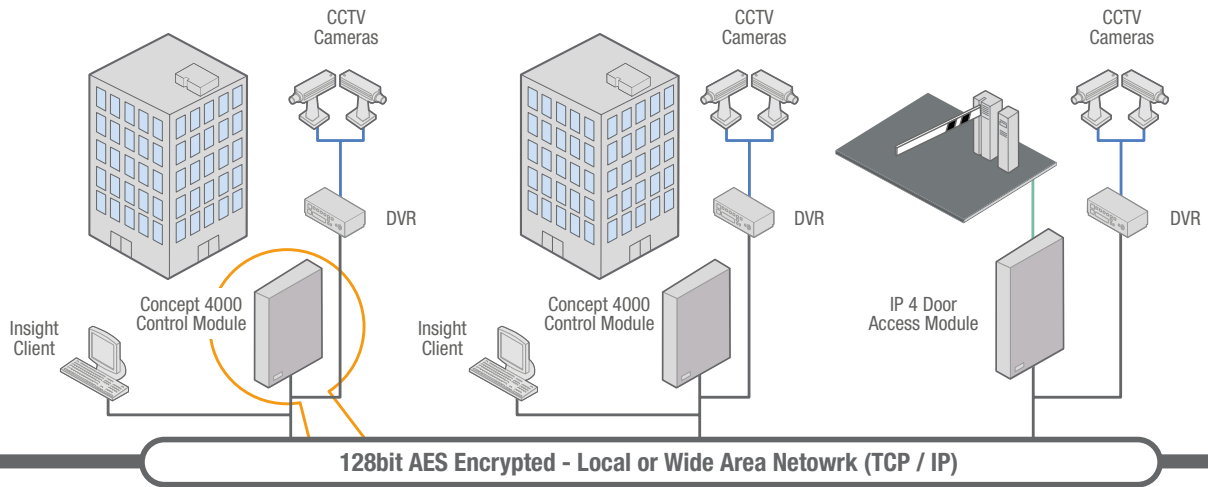 CCTV
Cameras
CCTV
Cameras
CCTV
Cameras
DVR
DVR
DVR
Concept 4000
Control Module
Concept 4000
Control Module
IP 4 Door
Access Module
Insight
Client
Insight
Client
128bit AES Encrypted - Local or Wide Area Netowrk (TCP / IP)